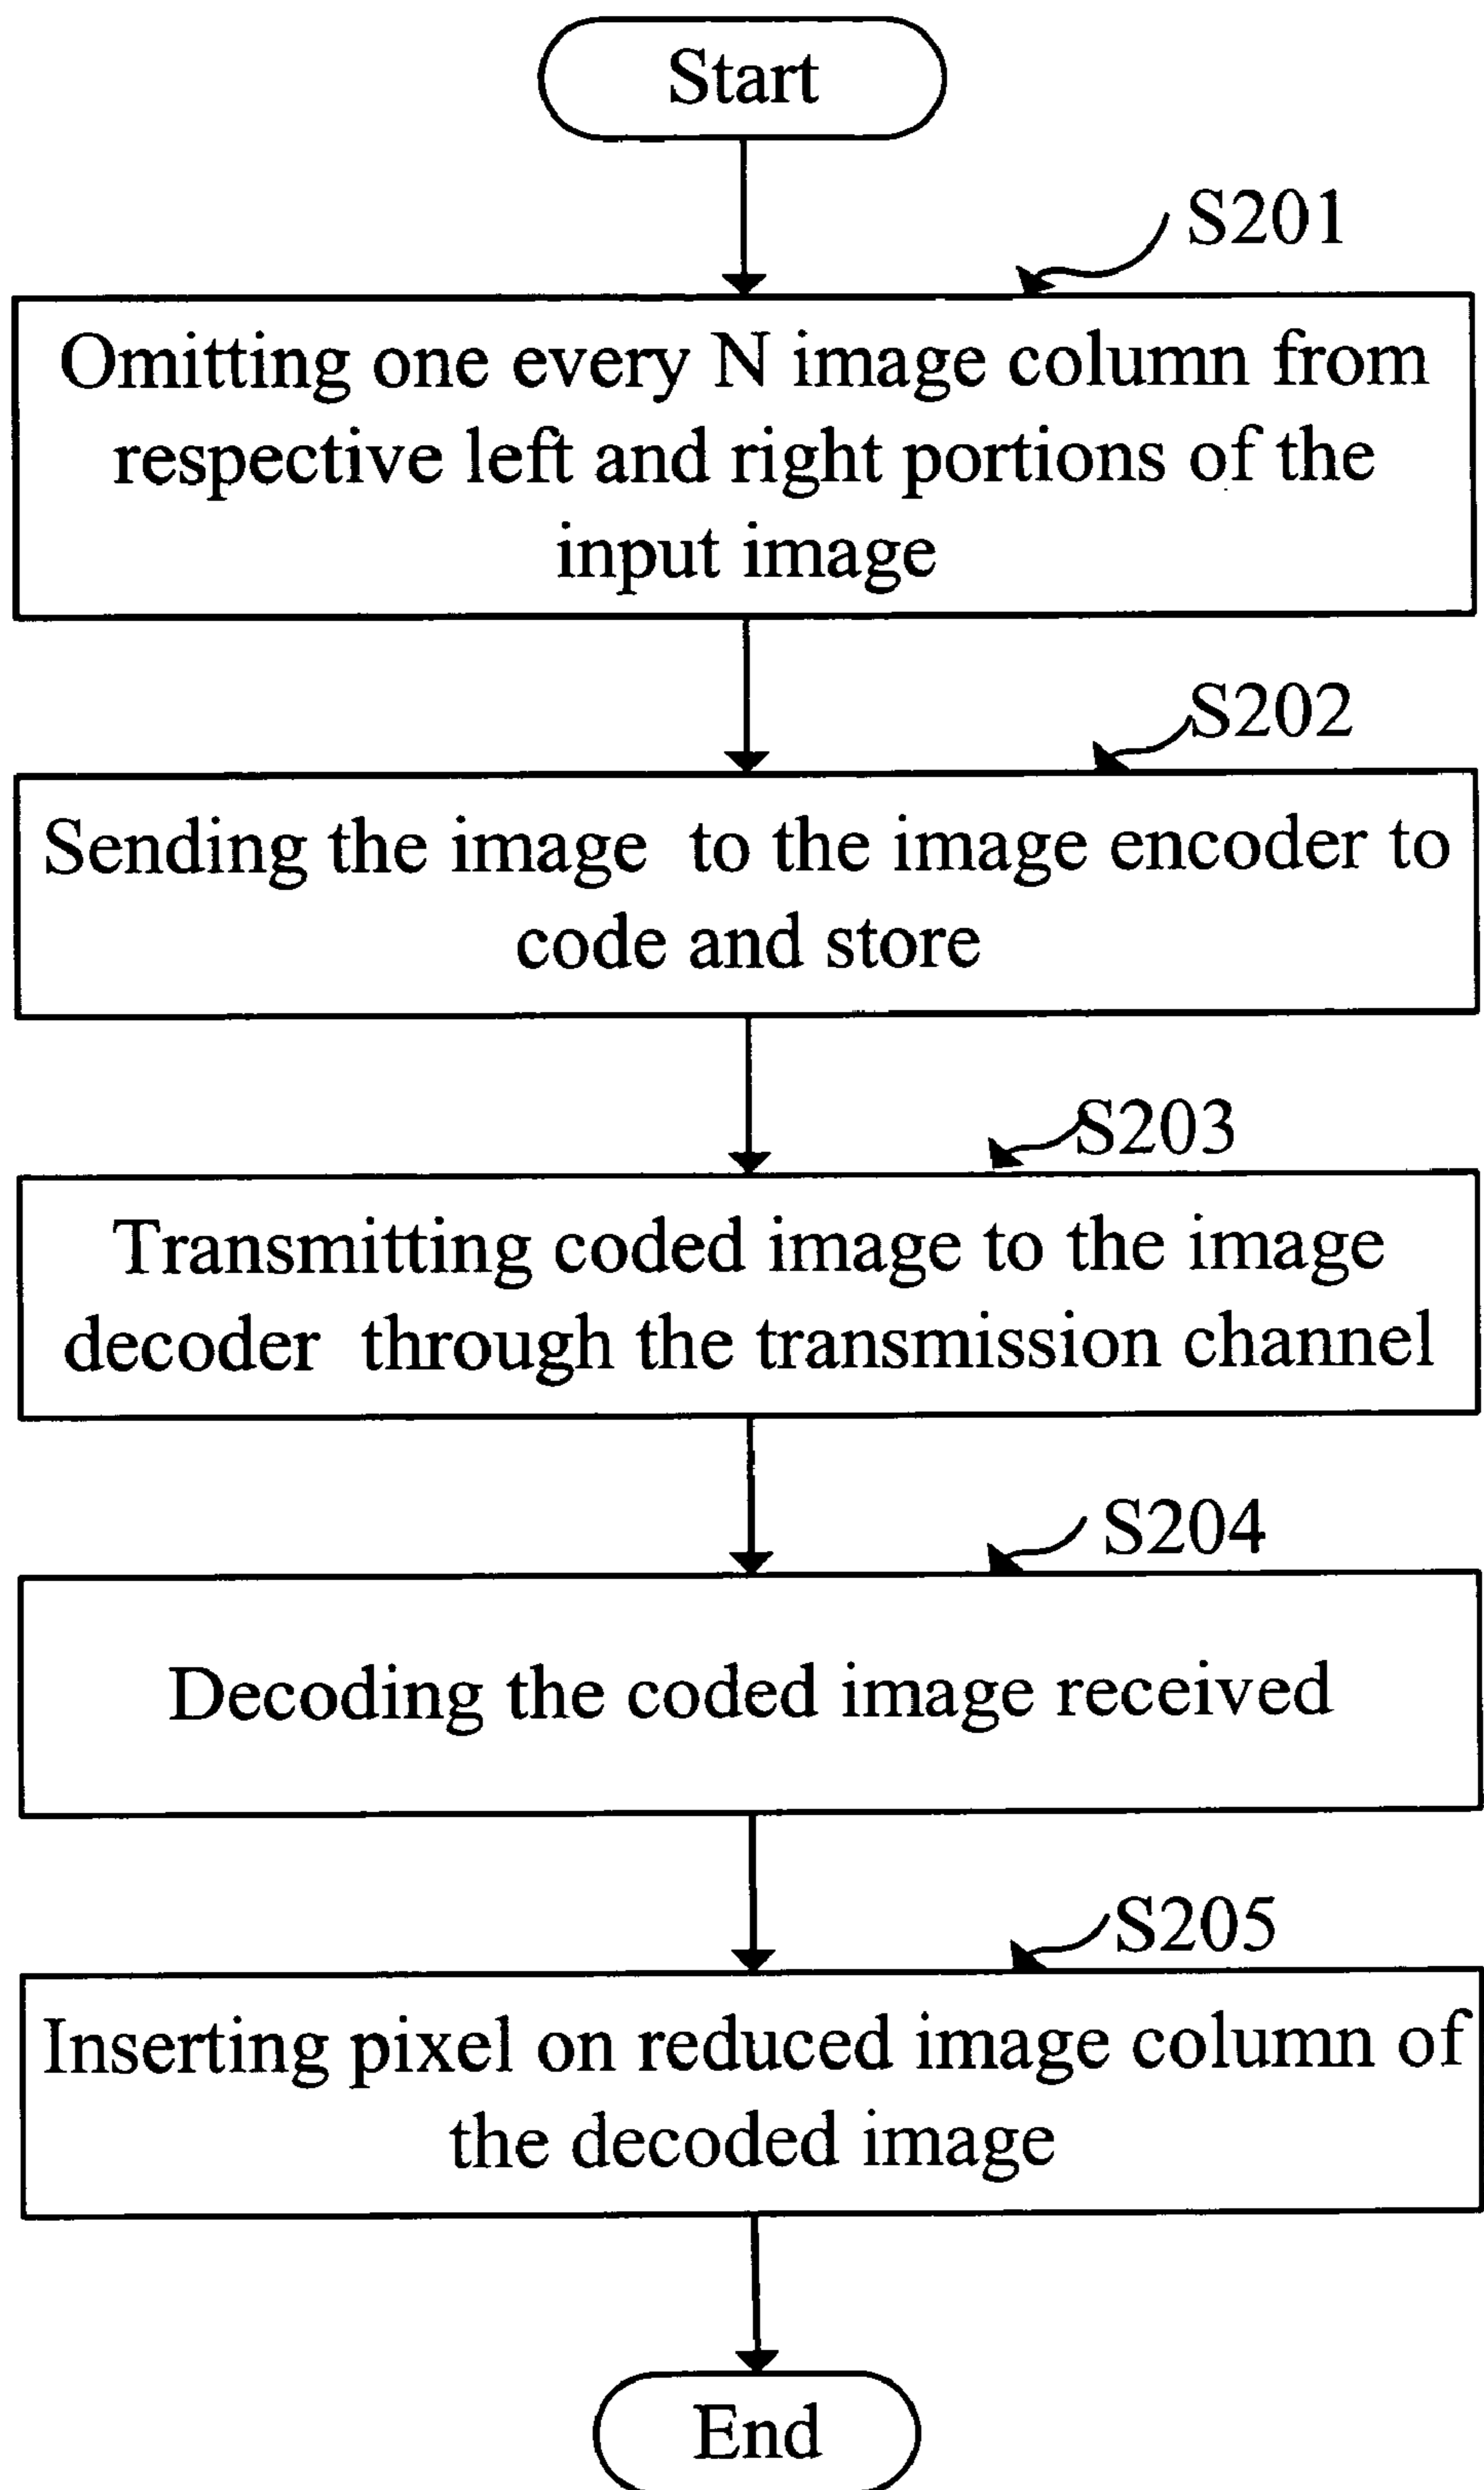 Start
S201
Omitting one every N image column from
respective left and right portions of the
input image
S202
Sending the image to the image encoder to
code and store
S203
Transmitting coded image to the image
decoder through the transmission channel
S204
Decoding the coded image received
S205
Inserting pixel on reduced image column of
the decoded image
End